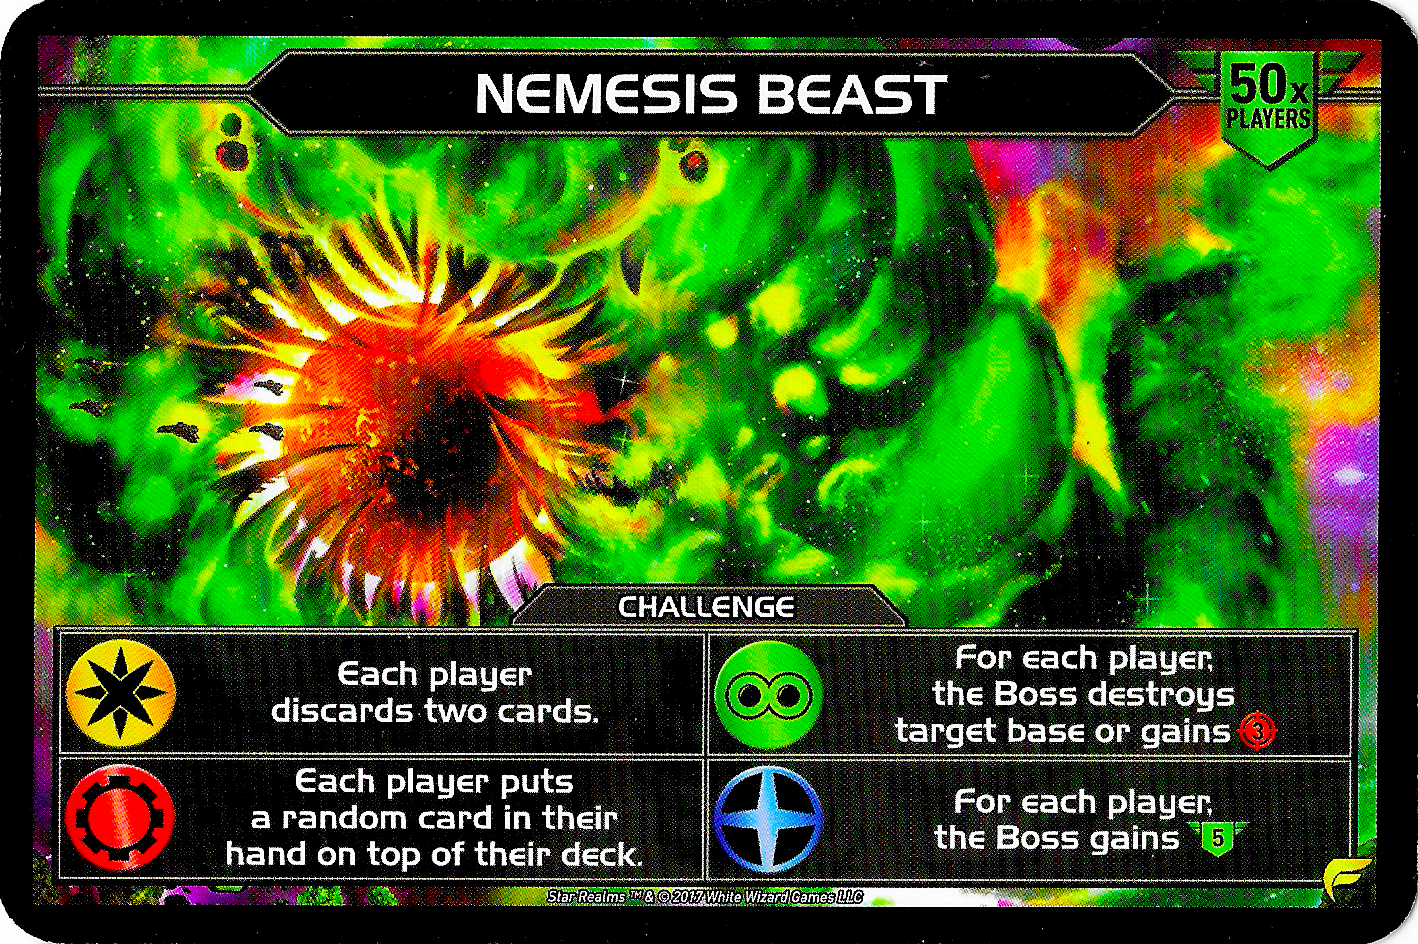 NEMESIS BEAST
50x
PLAYERS
CHALLENGE
Each player
discards two cards.
For each player,
the Boss destroys
target base or gains 3
Each player puts
a random card in their
hand on top of their deck.
For each player,
the Boss gains 5
Star Realms ™ & © 2017 White Wizard Games LLC